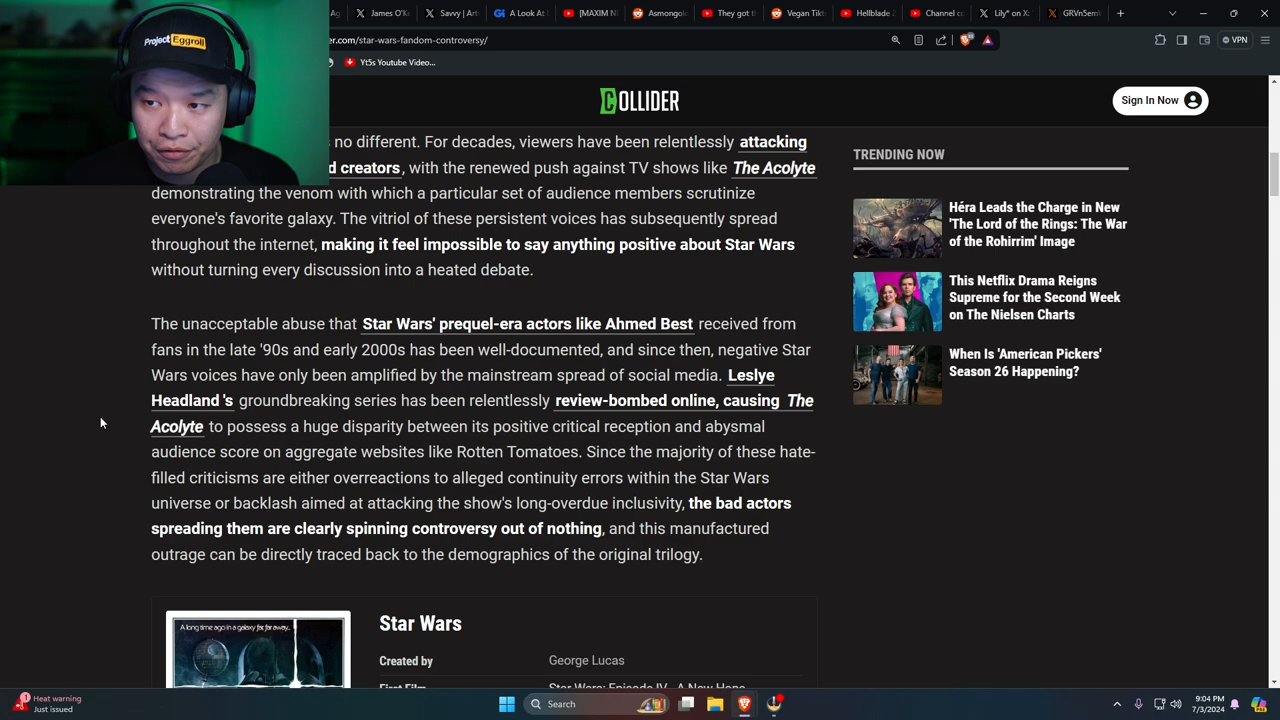 Ag
James O'Ke
Savvy | Arti
A Look At
[MAXIM N
Asmongol
They got th
Vegan Tikt
Hellblade 2
Channel co
Lily* on X
GRVnSemW
er.com/star-wars-fandom-controversy/
VPN
Yt5s Youtube Video...
Project Eggroll
COLLIDER
Sign In Now
no different. For decades, viewers have been relentlessly attacking
d creators, with the renewed push against TV shows like The Acolyte
demonstrating the venom with which a particular set of audience members scrutinize
everyone's favorite galaxy. The vitriol of these persistent voices has subsequently spread
throughout the internet, making it feel impossible to say anything positive about Star Wars
without turning every discussion into a heated debate.
The unacceptable abuse that Star Wars' prequel-era actors like Ahmed Best received from
fans in the late '90s and early 2000s has been well-documented, and since then, negative Star
Wars voices have only been amplified by the mainstream spread of social media. Leslye
Headland 's groundbreaking series has been relentlessly review-bombed online, causing The
Acolyte to possess a huge disparity between its positive critical reception and abysmal
audience score on aggregate websites like Rotten Tomatoes. Since the majority of these hate-
filled criticisms are either overreactions to alleged continuity errors within the Star Wars
universe or backlash aimed at attacking the show's long-overdue inclusivity, the bad actors
spreading them are clearly spinning controversy out of nothing, and this manufactured
outrage can be directly traced back to the demographics of the original trilogy.
TRENDING NOW
Héra Leads the Charge in New
'The Lord of the Rings: The War
of the Rohirrim' Image
This Netflix Drama Reigns
Supreme for the Second Week
on The Nielsen Charts
When Is 'American Pickers'
Season 26 Happening?
A long time ago in a galaxy far, far away...
Star Wars
Created by
George Lucas
First Film
Star Wars: Episode IV - A New Hope
Heat warning
Just issued
Search
9:04 PM
7/3/2024